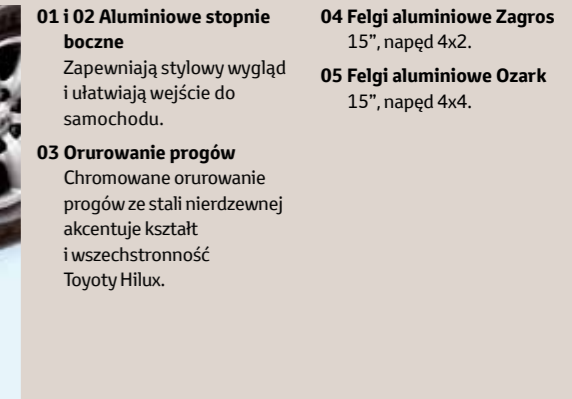 01 i 02 Aluminiowe stopnie
boczne
Zapewniają stylowy wygląd
i ułatwiają wejście do
samochodu.
03 Orurowanie progów
Chromowane orurowanie
progów ze stali nierdzewnej
akcentuje kształt
i wszechstronność
Toyoty Hilux.
04 Felgi aluminiowe Zagros
15”, napęd 4x2.
05 Felgi aluminiowe Ozark
15”, napęd 4x4.